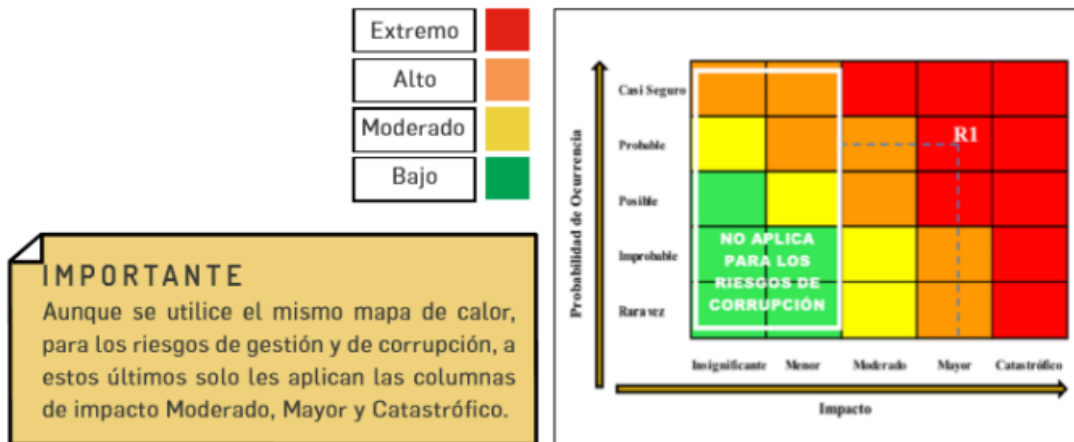 Extremo
Alto
Moderado
Bajo
IMPORTANTE
Aunque se utilice el mismo mapa de calor,
para los riesgos de gestión y de corrupción, a
estos últimos solo les aplican las columnas
de impacto Moderado, Mayor y Catastrófico.
Probabilidad de Ocurrencia
Casi Seguro
Probable
Posible
Improbable
Rara vez
R1
NO APLICA
PARA LOS
RIESGOS DE
CORRUPCIÓN
Insignificante Menor Moderado Mayor Catastrófico
Impacto